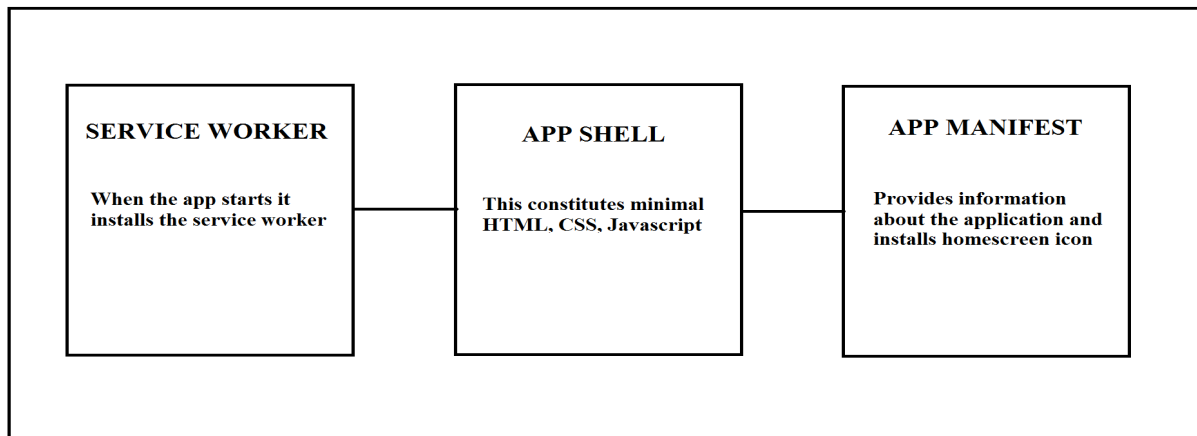 SERVICE WORKER
When the app starts it
installs the service worker
APP SHELL
This constitutes minimal
HTML, CSS, Javascript
APP MANIFEST
Provides information
about the application and
installs homescreen icon